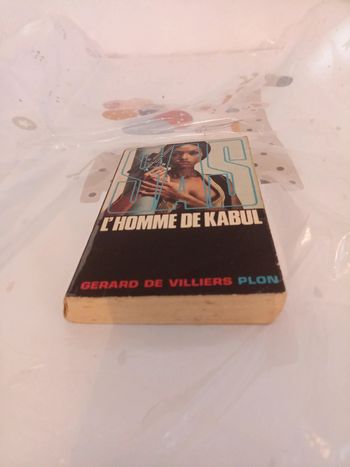 SAS
L'HOMME DE KABUL
GERARD DE VILLIERS PLON